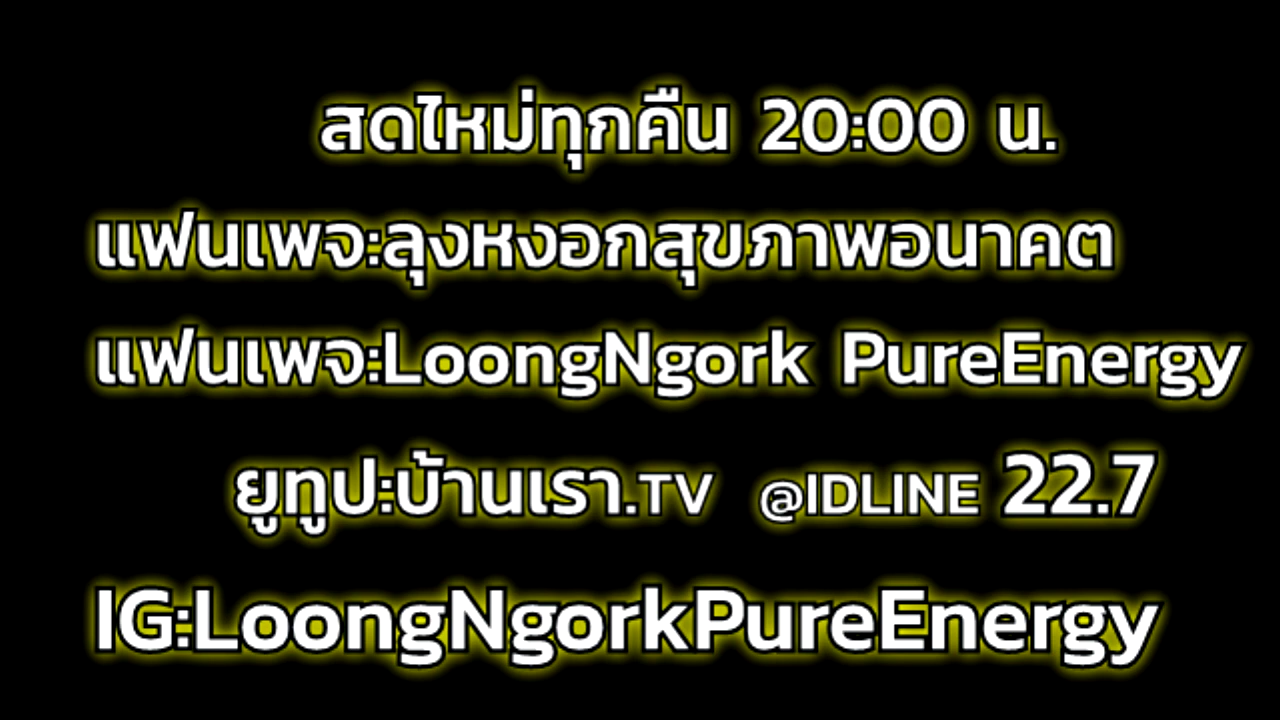 สดใหม่ทุกคืน 20:00 น.
แฟนเพจ:ลุงหงอกสุขภาพอนาคต
แฟนเพจ:LoongNgork PureEnergy
ยูทูป:บ้านเรา.TV @IDLINE 22.7
IG:LoongNgorkPureEnergy